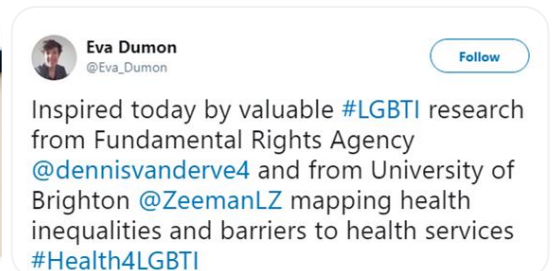 Eva Dumon
@Eva_Dumon
Follow
Inspired today by valuable #LGBTI research
from Fundamental Rights Agency
@dennisvanderve4 and from University of
Brighton @ZeemanLZ mapping health
inequalities and barriers to health services
#Health4LGBTI